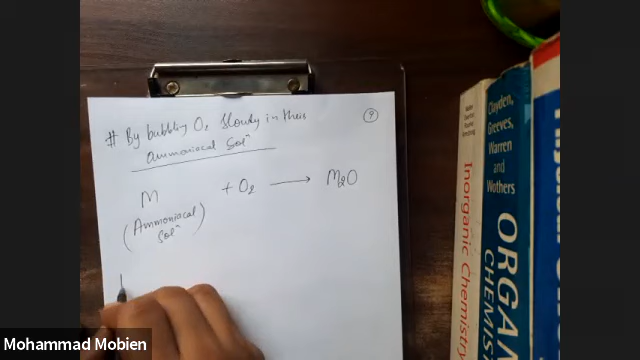 # By bubbling O₂ slowly in their
ammoniacal Solⁿ
9
M + O₂ → M₂O
(Ammoniacal
Solⁿ)
Inorganic Chemistry
Clayden,
Greeves,
Warren
and
Wothers
ORGAN
CHEMIS
Mohammad Mobien